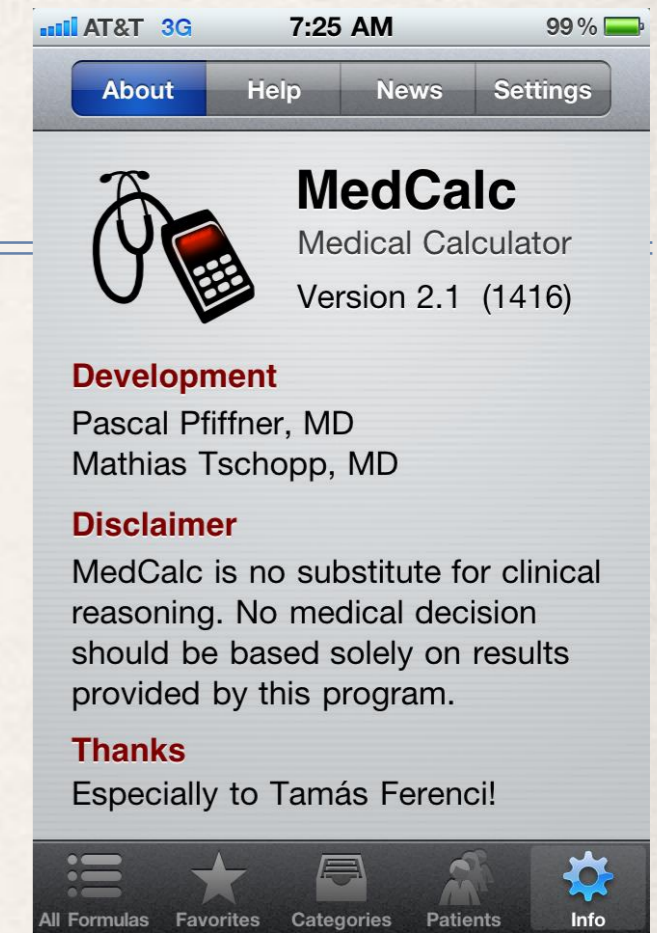 AT&T 3G 7:25 AM 99%
About Help News Settings
MedCalc
Medical Calculator
Version 2.1 (1416)
Development
Pascal Pfiffner, MD
Mathias Tschopp, MD
Disclaimer
MedCalc is no substitute for clinical
reasoning. No medical decision
should be based solely on results
provided by this program.
Thanks
Especially to Tamás Ferenci!
All Formulas Favorites Categories Patients Info